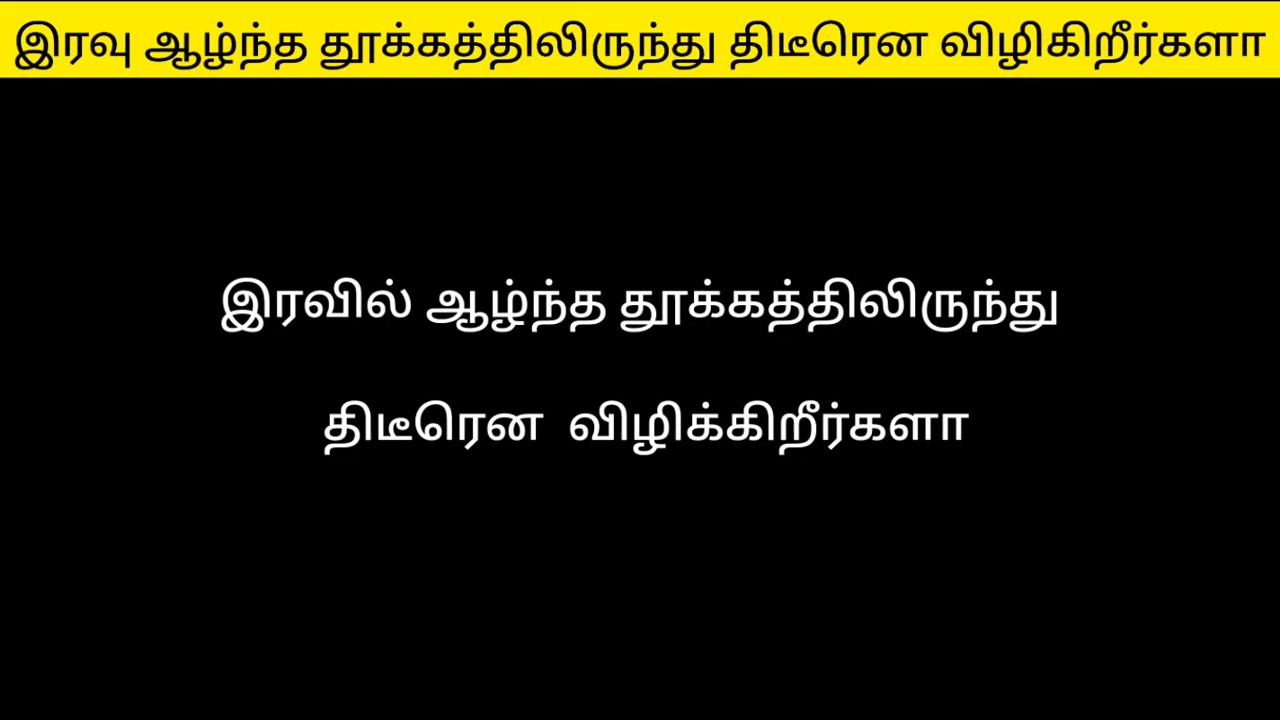 இரவு ஆழ்ந்த தூக்கத்திலிருந்து திடீரென விழிகிறீர்களா
இரவில் ஆழ்ந்த தூக்கத்திலிருந்து
திடீரென விழிக்கிறீர்களா